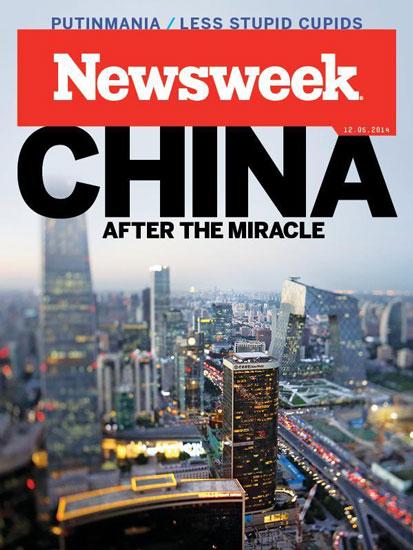 PUTINMANIA / LESS STUPID CUPIDS
Newsweek
12.05.2014
CHINA
AFTER THE MIRACLE